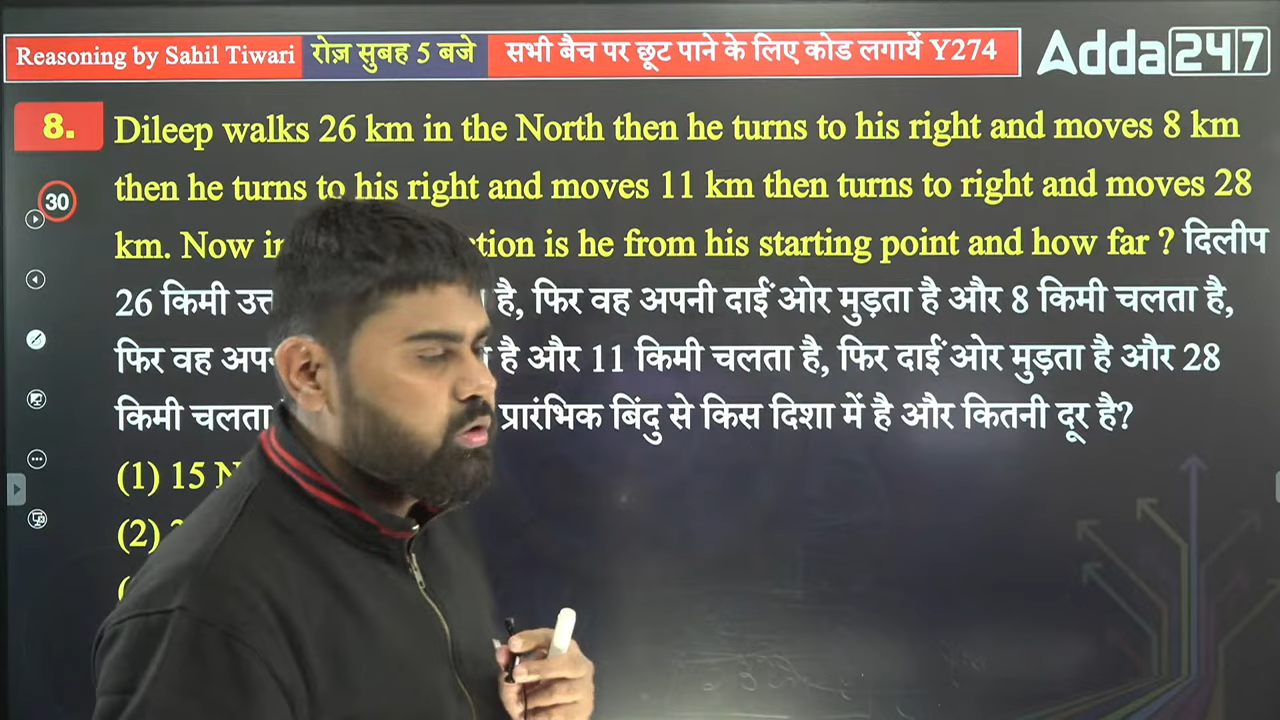 Reasoning by Sahil Tiwari रोज़ सुबह 5 बजे सभी बैच पर छूट पाने के लिए कोड लगायें Y274 Adda247
8. Dileep walks 26 km in the North then he turns to his right and moves 8 km
30 then he turns to his right and moves 11 km then turns to right and moves 28
km. Now is he from his starting point and how far ? दिलीप
26 किमी है, फिर वह अपनी दाईं ओर मुड़ता है और 8 किमी चलता है,
फिर वह है और 11 किमी चलता है, फिर दाईं ओर मुड़ता है और 28
किमी चलता प्रारंभिक बिंदु से किस दिशा में है और कितनी दूर है?
(1) 15
(2)